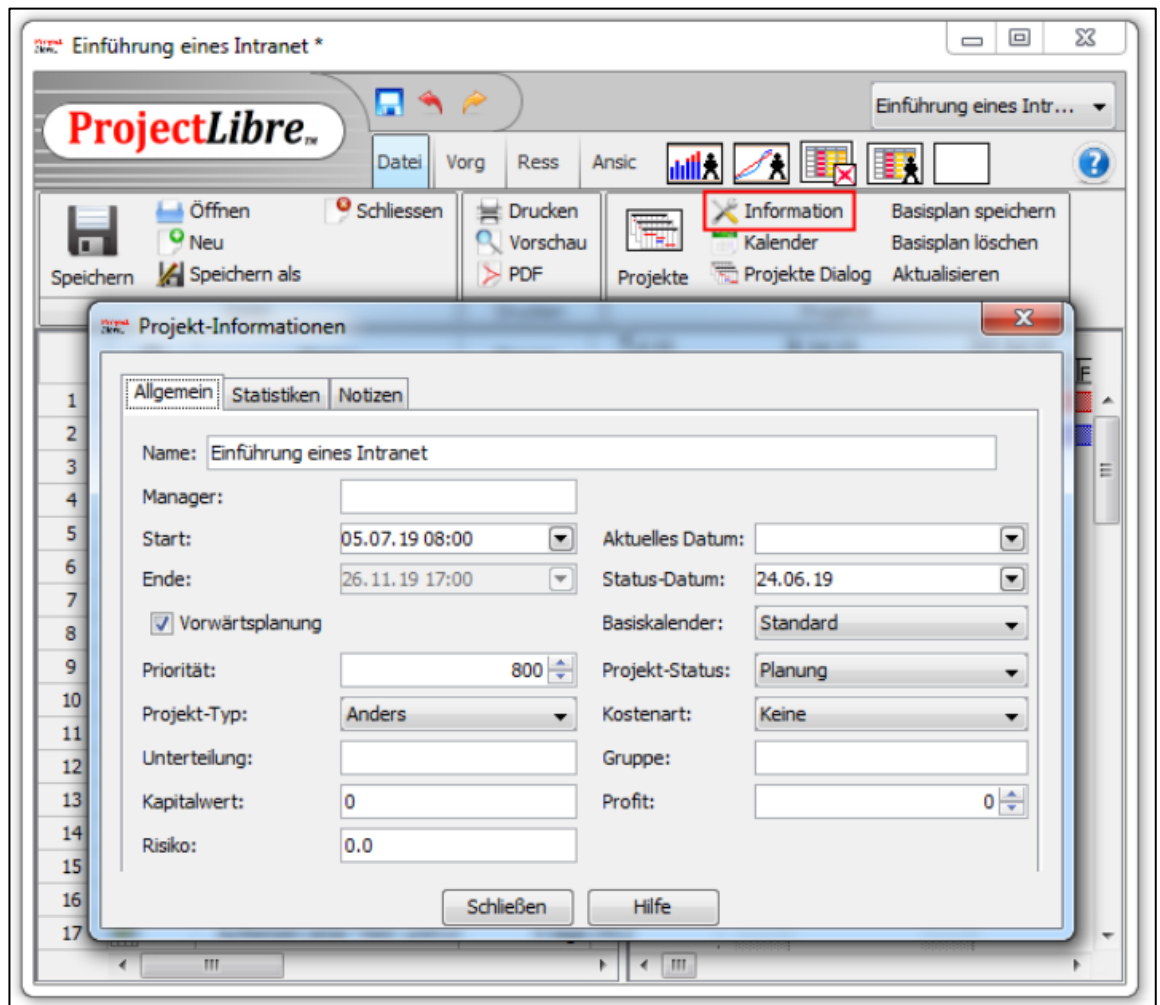 Einführung eines Intranet *
Einführung eines Intr...
ProjectLibre™
Datei Vorg Ress Ansic
Öffnen Schliessen Drucken Information Basisplan speichern
Neu Vorschau Kalender Basisplan löschen
Speichern Speichern als PDF Projekte Projekte Dialog Aktualisieren
Projekt-Informationen
Allgemein Statistiken Notizen
Name: Einführung eines Intranet
Manager:
Start: 05.07.19 08:00 Aktuelles Datum:
Ende: 26.11.19 17:00 Status-Datum: 24.06.19
Vorwärtsplanung Basiskalender: Standard
Priorität: 800 Projekt-Status: Planung
Projekt-Typ: Anders Kostenart: Keine
Unterteilung: Gruppe:
Kapitalwert: 0 Profit: 0
Risiko: 0.0
Schließen Hilfe
F
1
2
3
4
5
6
7
8
9
10
11
12
13
14
15
16
17